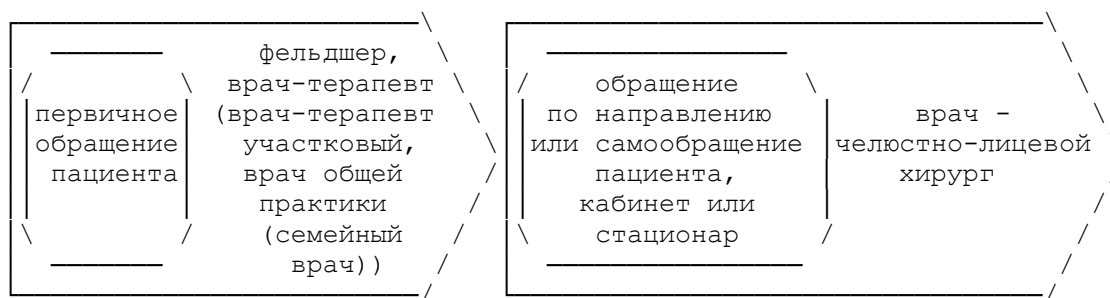 фельдшер,
врач-терапевт обращение
первичное (врач-терапевт по направлению врач -
обращение участковый, или самообращение челюстно-лицевой
пациента врач общей пациента, хирург
практики кабинет или
(семейный стационар
врач))